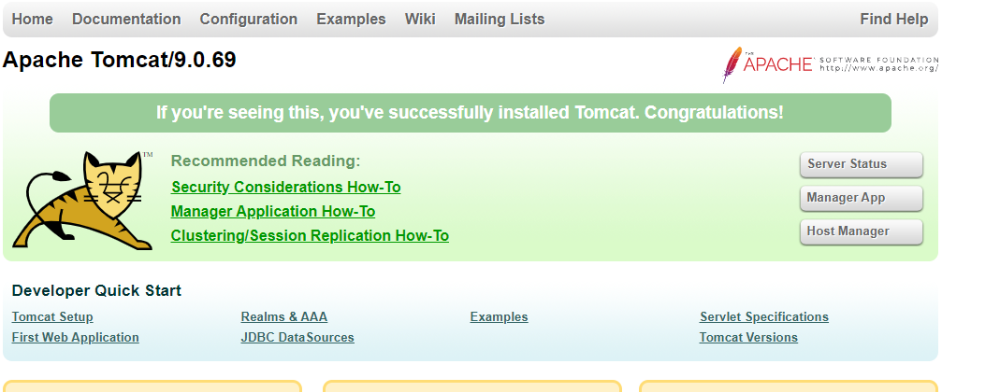 Home Documentation Configuration Examples Wiki Mailing Lists Find Help
Apache Tomcat/9.0.69
THE
APACHE SOFTWARE FOUNDATION
http://www.apache.org/
If you're seeing this, you've successfully installed Tomcat. Congratulations!
TM
Recommended Reading:
Security Considerations How-To
Manager Application How-To
Clustering/Session Replication How-To
Server Status
Manager App
Host Manager
Developer Quick Start
Tomcat Setup
First Web Application
Realms & AAA
JDBC DataSources
Examples
Servlet Specifications
Tomcat Versions